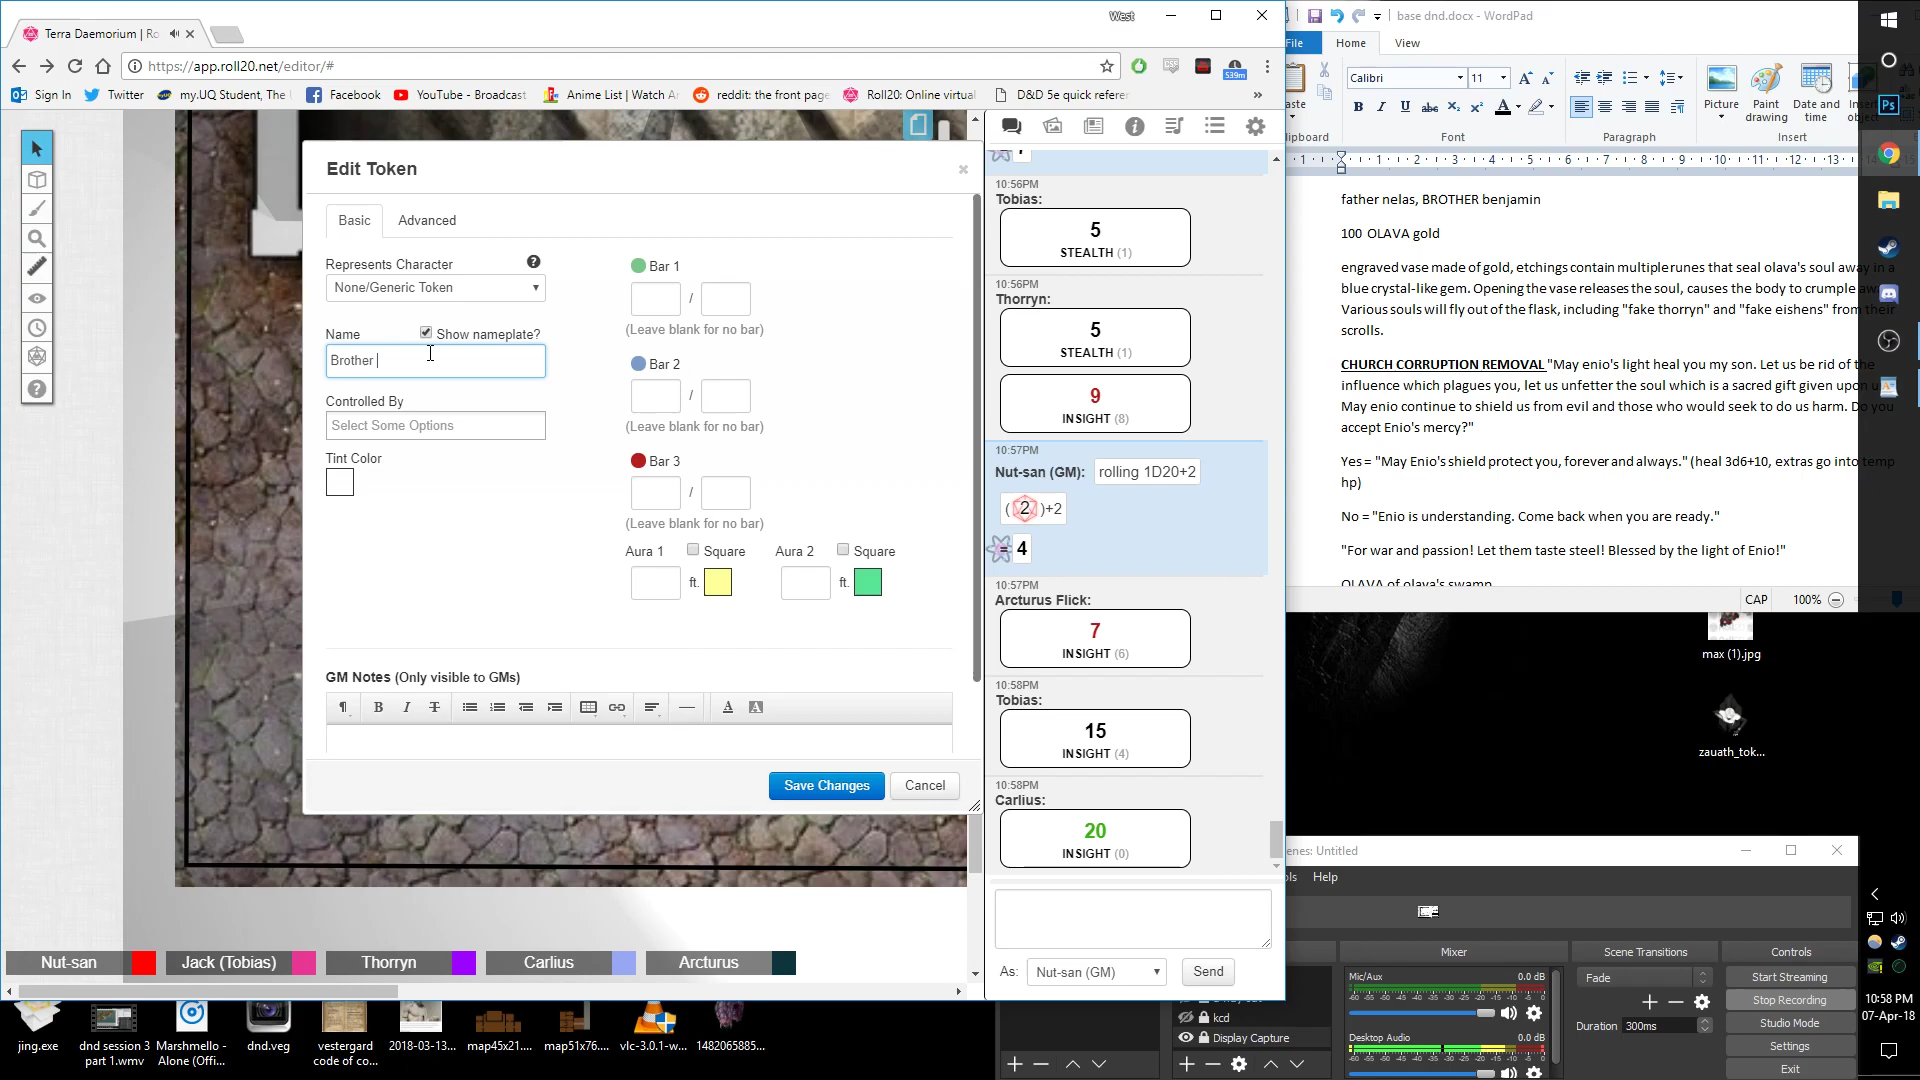 West
Terra Daemorium | Ro
https://app.roll20.net/editor/#
539m
Sign In
Twitter
my.UQ Student, The
Facebook
YouTube - Broadcast
Anime List | Watch A
reddit: the front page
Roll20: Online virtual
D&D 5e quick referen
»
Edit Token
Basic
Advanced
Represents Character
None/Generic Token
Name
Show nameplate?
Brother
Controlled By
Select Some Options
Tint Color
Bar 1
/
(Leave blank for no bar)
Bar 2
/
(Leave blank for no bar)
Bar 3
/
(Leave blank for no bar)
Aura 1
Square
Aura 2
Square
ft.
ft.
GM Notes (Only visible to GMs)
Save Changes
Cancel
10:56PM
Tobias:
5
STEALTH (1)
10:56PM
Thorryn:
5
STEALTH (1)
9
INSIGHT (8)
10:57PM
Nut-san (GM): rolling 1D20+2
(2)+2
= 4
10:57PM
Arcturus Flick:
7
INSIGHT (6)
10:58PM
Tobias:
15
INSIGHT (4)
10:58PM
Carlius:
20
INSIGHT (0)
As: Nut-san (GM)
Send
Nut-san
Jack (Tobias)
Thorryn
Carlius
Arcturus
base dnd.docx - WordPad
File
Home
View
Calibri
11
aste
Picture
Paint drawing
Date and time
Inser objec
lipboard
Font
Paragraph
Insert
father nelas, BROTHER benjamin
100 OLAVA gold
engraved vase made of gold, etchings contain multiple runes that seal olava's soul away in a
blue crystal-like gem. Opening the vase releases the soul, causes the body to crumple aw
Various souls will fly out of the flask, including "fake thorryn" and "fake eishens" from their
scrolls.
CHURCH CORRUPTION REMOVAL "May enio's light heal you my son. Let us be rid of the
influence which plagues you, let us unfetter the soul which is a sacred gift given upon u
May enio continue to shield us from evil and those who would seek to do us harm. Do you
accept Enio's mercy?"
Yes = "May Enio's shield protect you, forever and always." (heal 3d6+10, extras go into temp
hp)
No = "Enio is understanding. Come back when you are ready."
"For war and passion! Let them taste steel! Blessed by the light of Enio!"
OLAVA of olava's swamp
CAP
100%
max (1).jpg
zauath_tok...
enes: Untitled
ols
Help
Mixer
Scene Transitions
Controls
Mic/Aux
0.0 dB
Desktop Audio
0.0 dB
Fade
Duration 300ms
Start Streaming
Stop Recording
Studio Mode
Settings
Exit
kcd
Display Capture
jing.exe
dnd session 3 part 1.wmv
Marshmello - Alone (Offi...
dnd.veg
vestergard code of co...
2018-03-13...
map45x21....
map51x76....
vlc-3.0.1-w...
1482065885...
Ps
10:58 PM
07-Apr-18